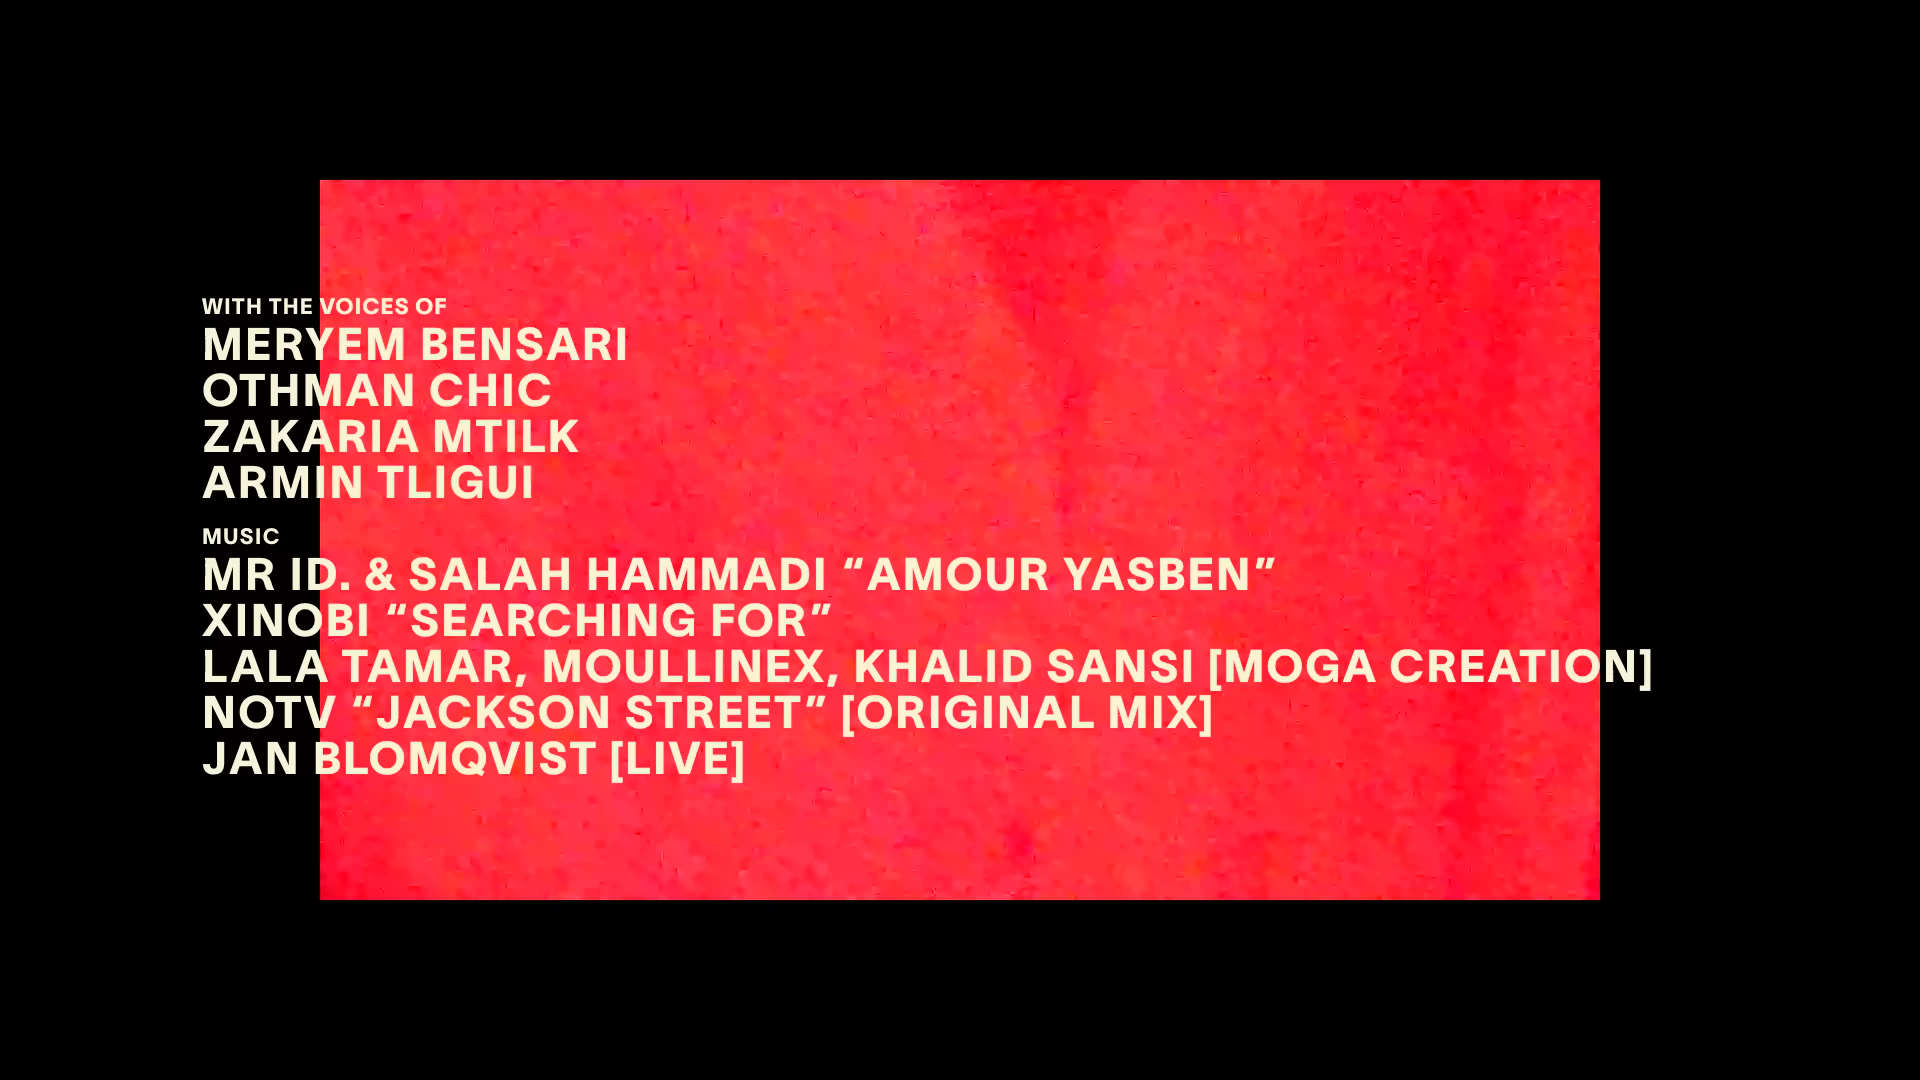 WITH THE VOICES OF
MERYEM BENSARI
OTHMAN CHIC
ZAKARIA MTILK
ARMIN TLIGUI
MUSIC
MR ID. & SALAH HAMMADI “AMOUR YASBEN”
XINOBI “SEARCHING FOR”
LALA TAMAR, MOULLINEX, KHALID SANSI [MOGA CREATION]
NOTV “JACKSON STREET” [ORIGINAL MIX]
JAN BLOMQVIST [LIVE]